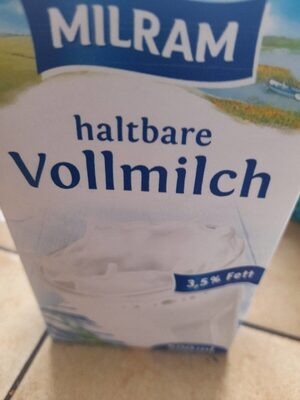 MILRAM
haltbare
Vollmilch
3,5% Fett